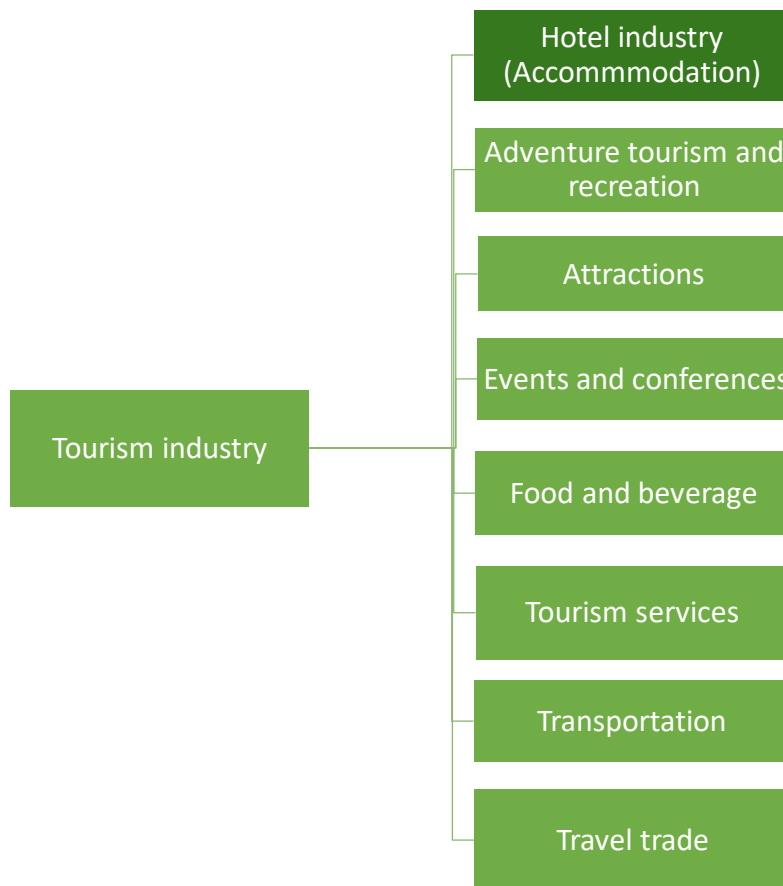 Hotel industry
(Accommmodation)
Adventure tourism and
recreation
Attractions
Events and conferences
Tourism industry
Food and beverage
Tourism services
Transportation
Travel trade